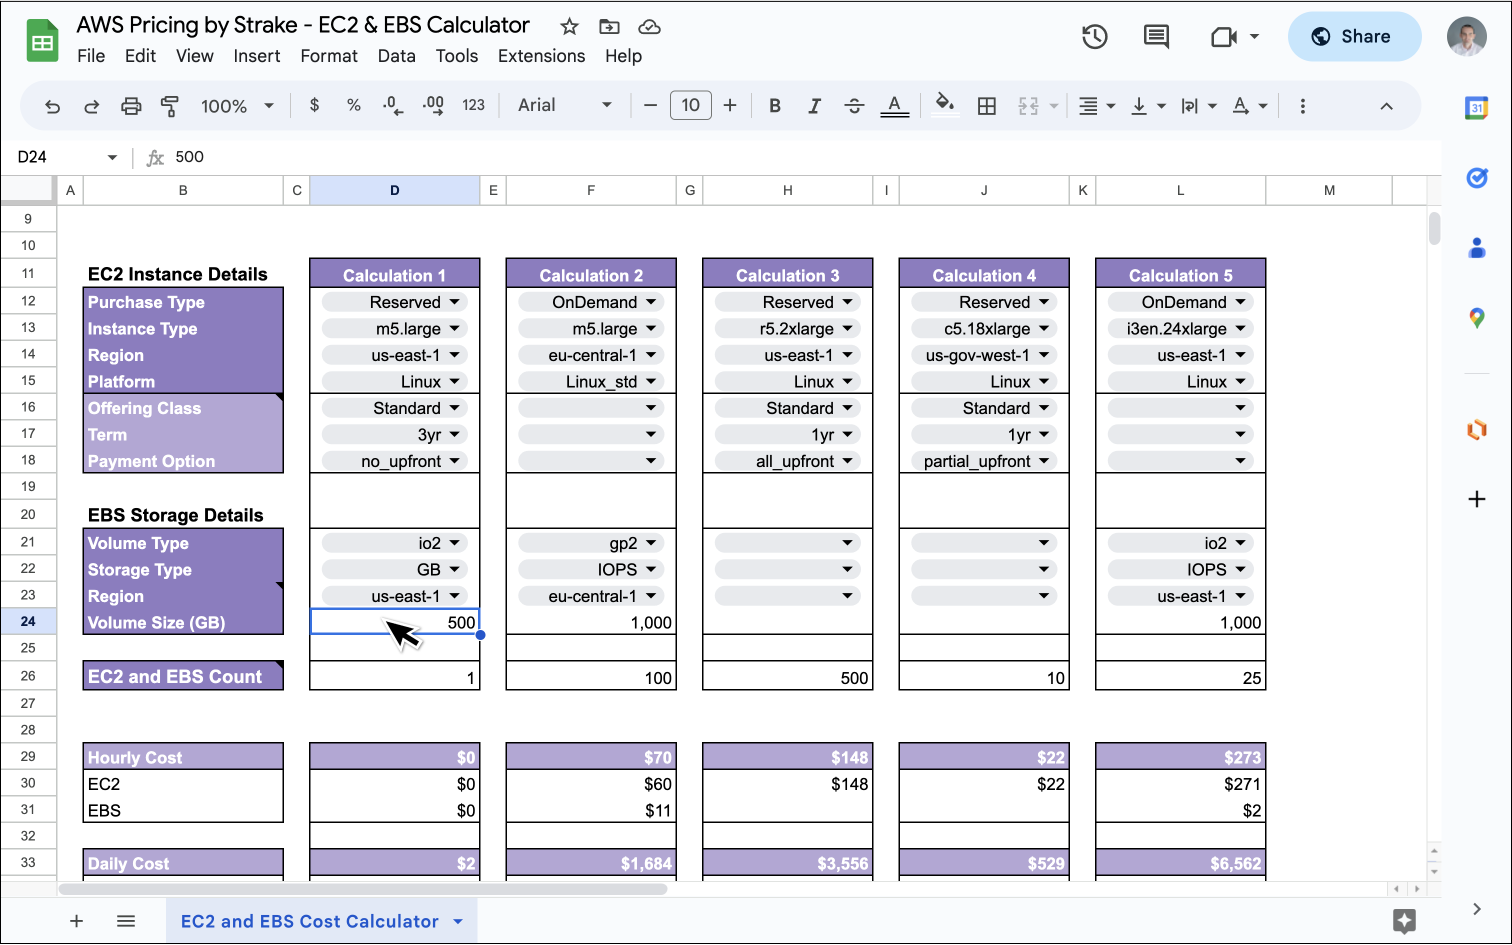 AWS Pricing by Strake - EC2 & EBS Calculator
File Edit View Insert Format Data Tools Extensions Help
Share
100% $ % .0 .00 123 Arial 10 B I A A
31
D24 fx 500
A B C D E F G H I J K L M
9
10
11 EC2 Instance Details Calculation 1 Calculation 2 Calculation 3 Calculation 4 Calculation 5
12 Purchase Type Reserved OnDemand Reserved Reserved OnDemand
13 Instance Type m5.large m5.large r5.2xlarge c5.18xlarge i3en.24xlarge
14 Region us-east-1 eu-central-1 us-east-1 us-gov-west-1 us-east-1
15 Platform Linux Linux_std Linux Linux Linux
16 Offering Class Standard Standard Standard
17 Term 3yr 1yr 1yr
18 Payment Option no_upfront all_upfront partial_upfront
19
20 EBS Storage Details
21 Volume Type io2 gp2 io2
22 Storage Type GB IOPS IOPS
23 Region us-east-1 eu-central-1 us-east-1
24 Volume Size (GB) 500 1,000 1,000
25
26 EC2 and EBS Count 1 100 500 10 25
27
28
29 Hourly Cost $0 $70 $148 $22 $273
30 EC2 $0 $60 $148 $22 $271
31 EBS $0 $11 $2
32
33 Daily Cost $2 $1,684 $3,556 $529 $6,562
EC2 and EBS Cost Calculator